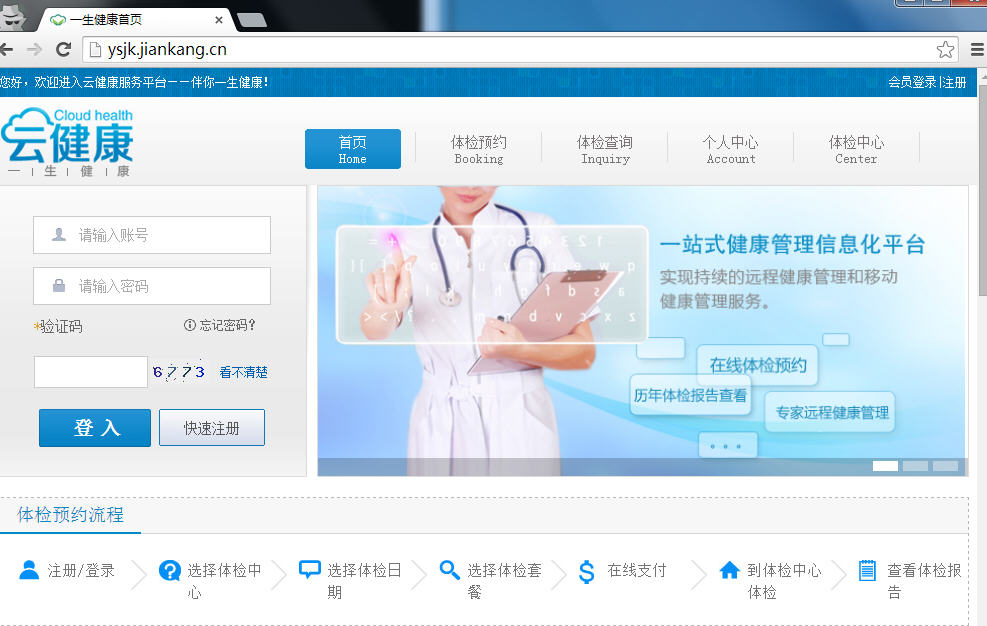 一生健康首页
ysjk.jiankang.cn
您好，欢迎进入云健康服务平台－－伴你一生健康！
会员登录|注册
Cloud health
云健康
一 | 生 | 健 | 康
首页
Home
体检预约
Booking
体检查询
Inquiry
个人中心
Account
体检中心
Center
请输入账号
请输入密码
*验证码
忘记密码？
6773
看不清楚
登 入
快速注册
一站式健康管理信息化平台
实现持续的远程健康管理和移动
健康管理服务。
在线体检预约
历年体检报告查看
专家远程健康管理
体检预约流程
注册/登录
选择体检中
心
选择体检日
期
选择体检套
餐
在线支付
到体检中心
体检
查看体检报
告